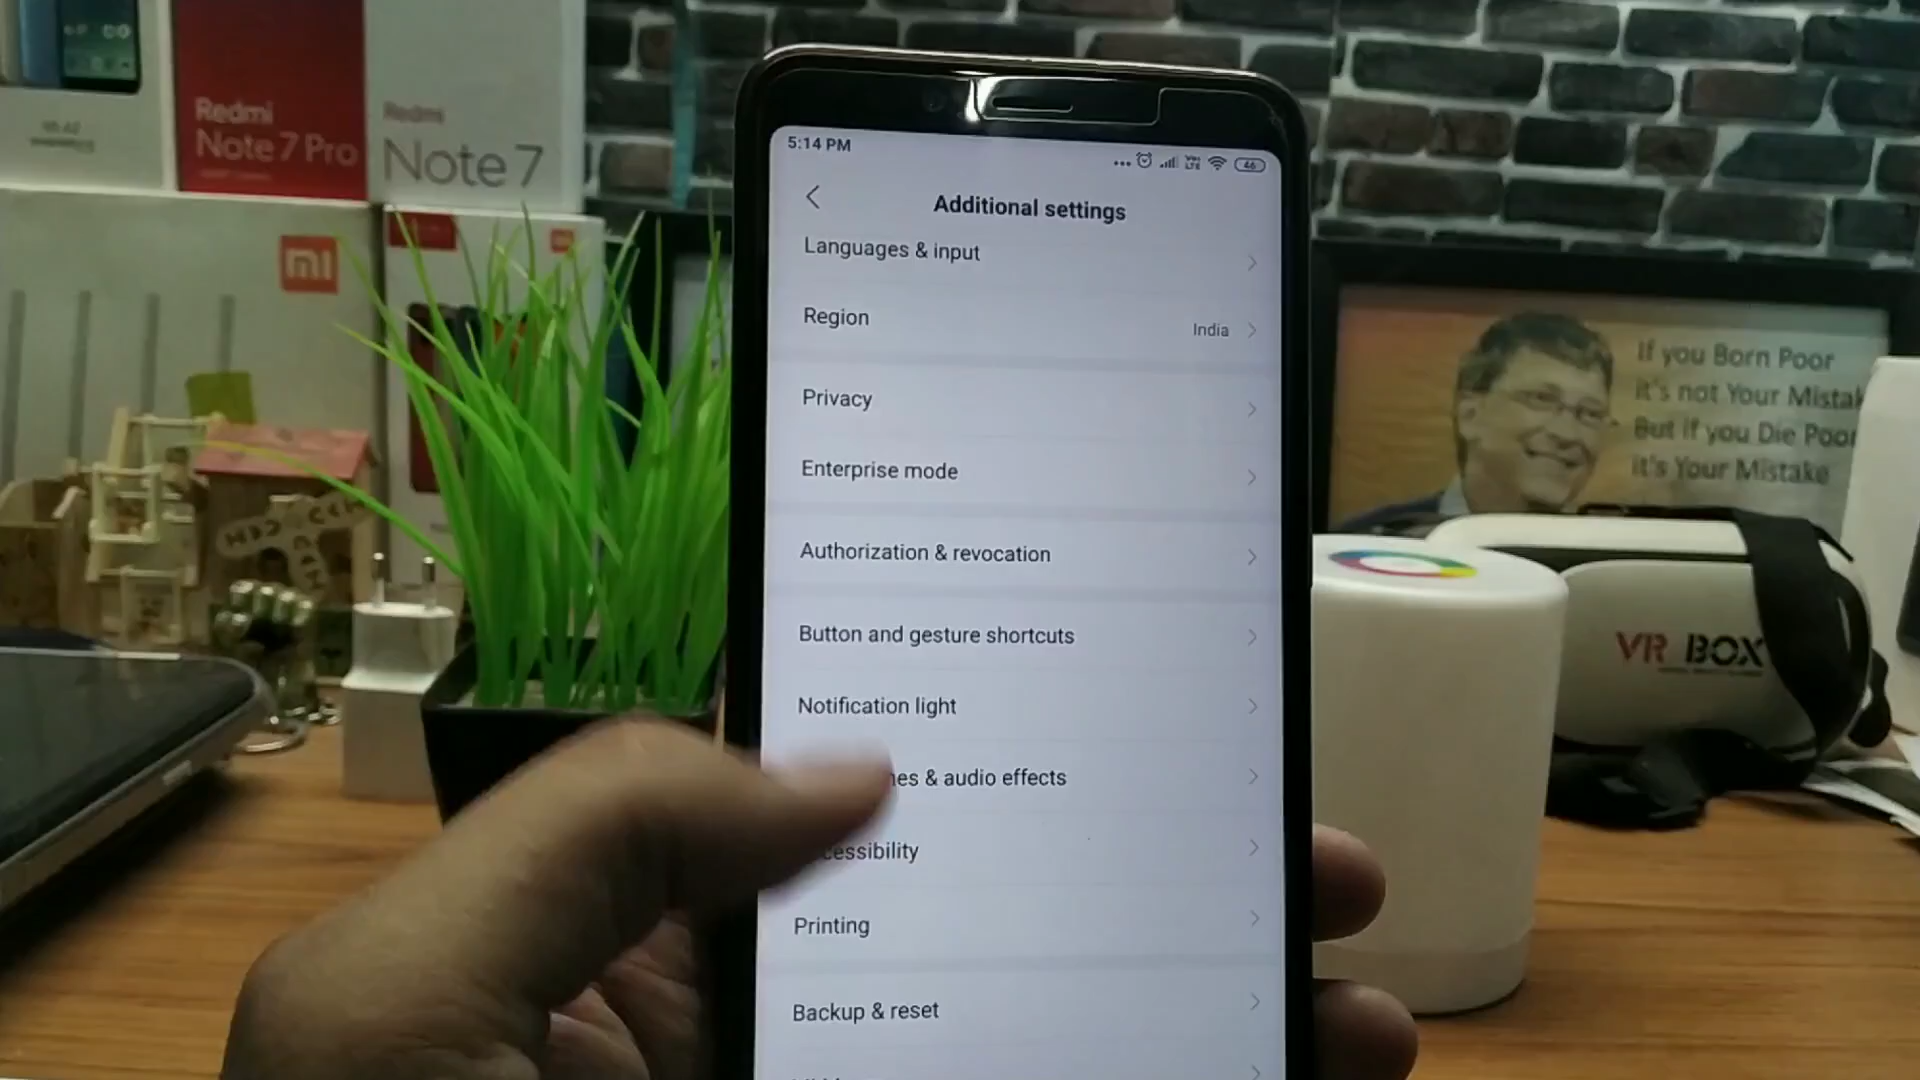 Redmi
Note 7 Pro
Redmi
Note 7
mi
5:14 PM
46
Additional settings
Languages & input
Region
India
Privacy
Enterprise mode
Authorization & revocation
Button and gesture shortcuts
Notification light
nes & audio effects
cessibility
Printing
Backup & reset
If you Born Poor
it's not Your Mistak
But if you Die Poor
it's Your Mistake
VR BOX